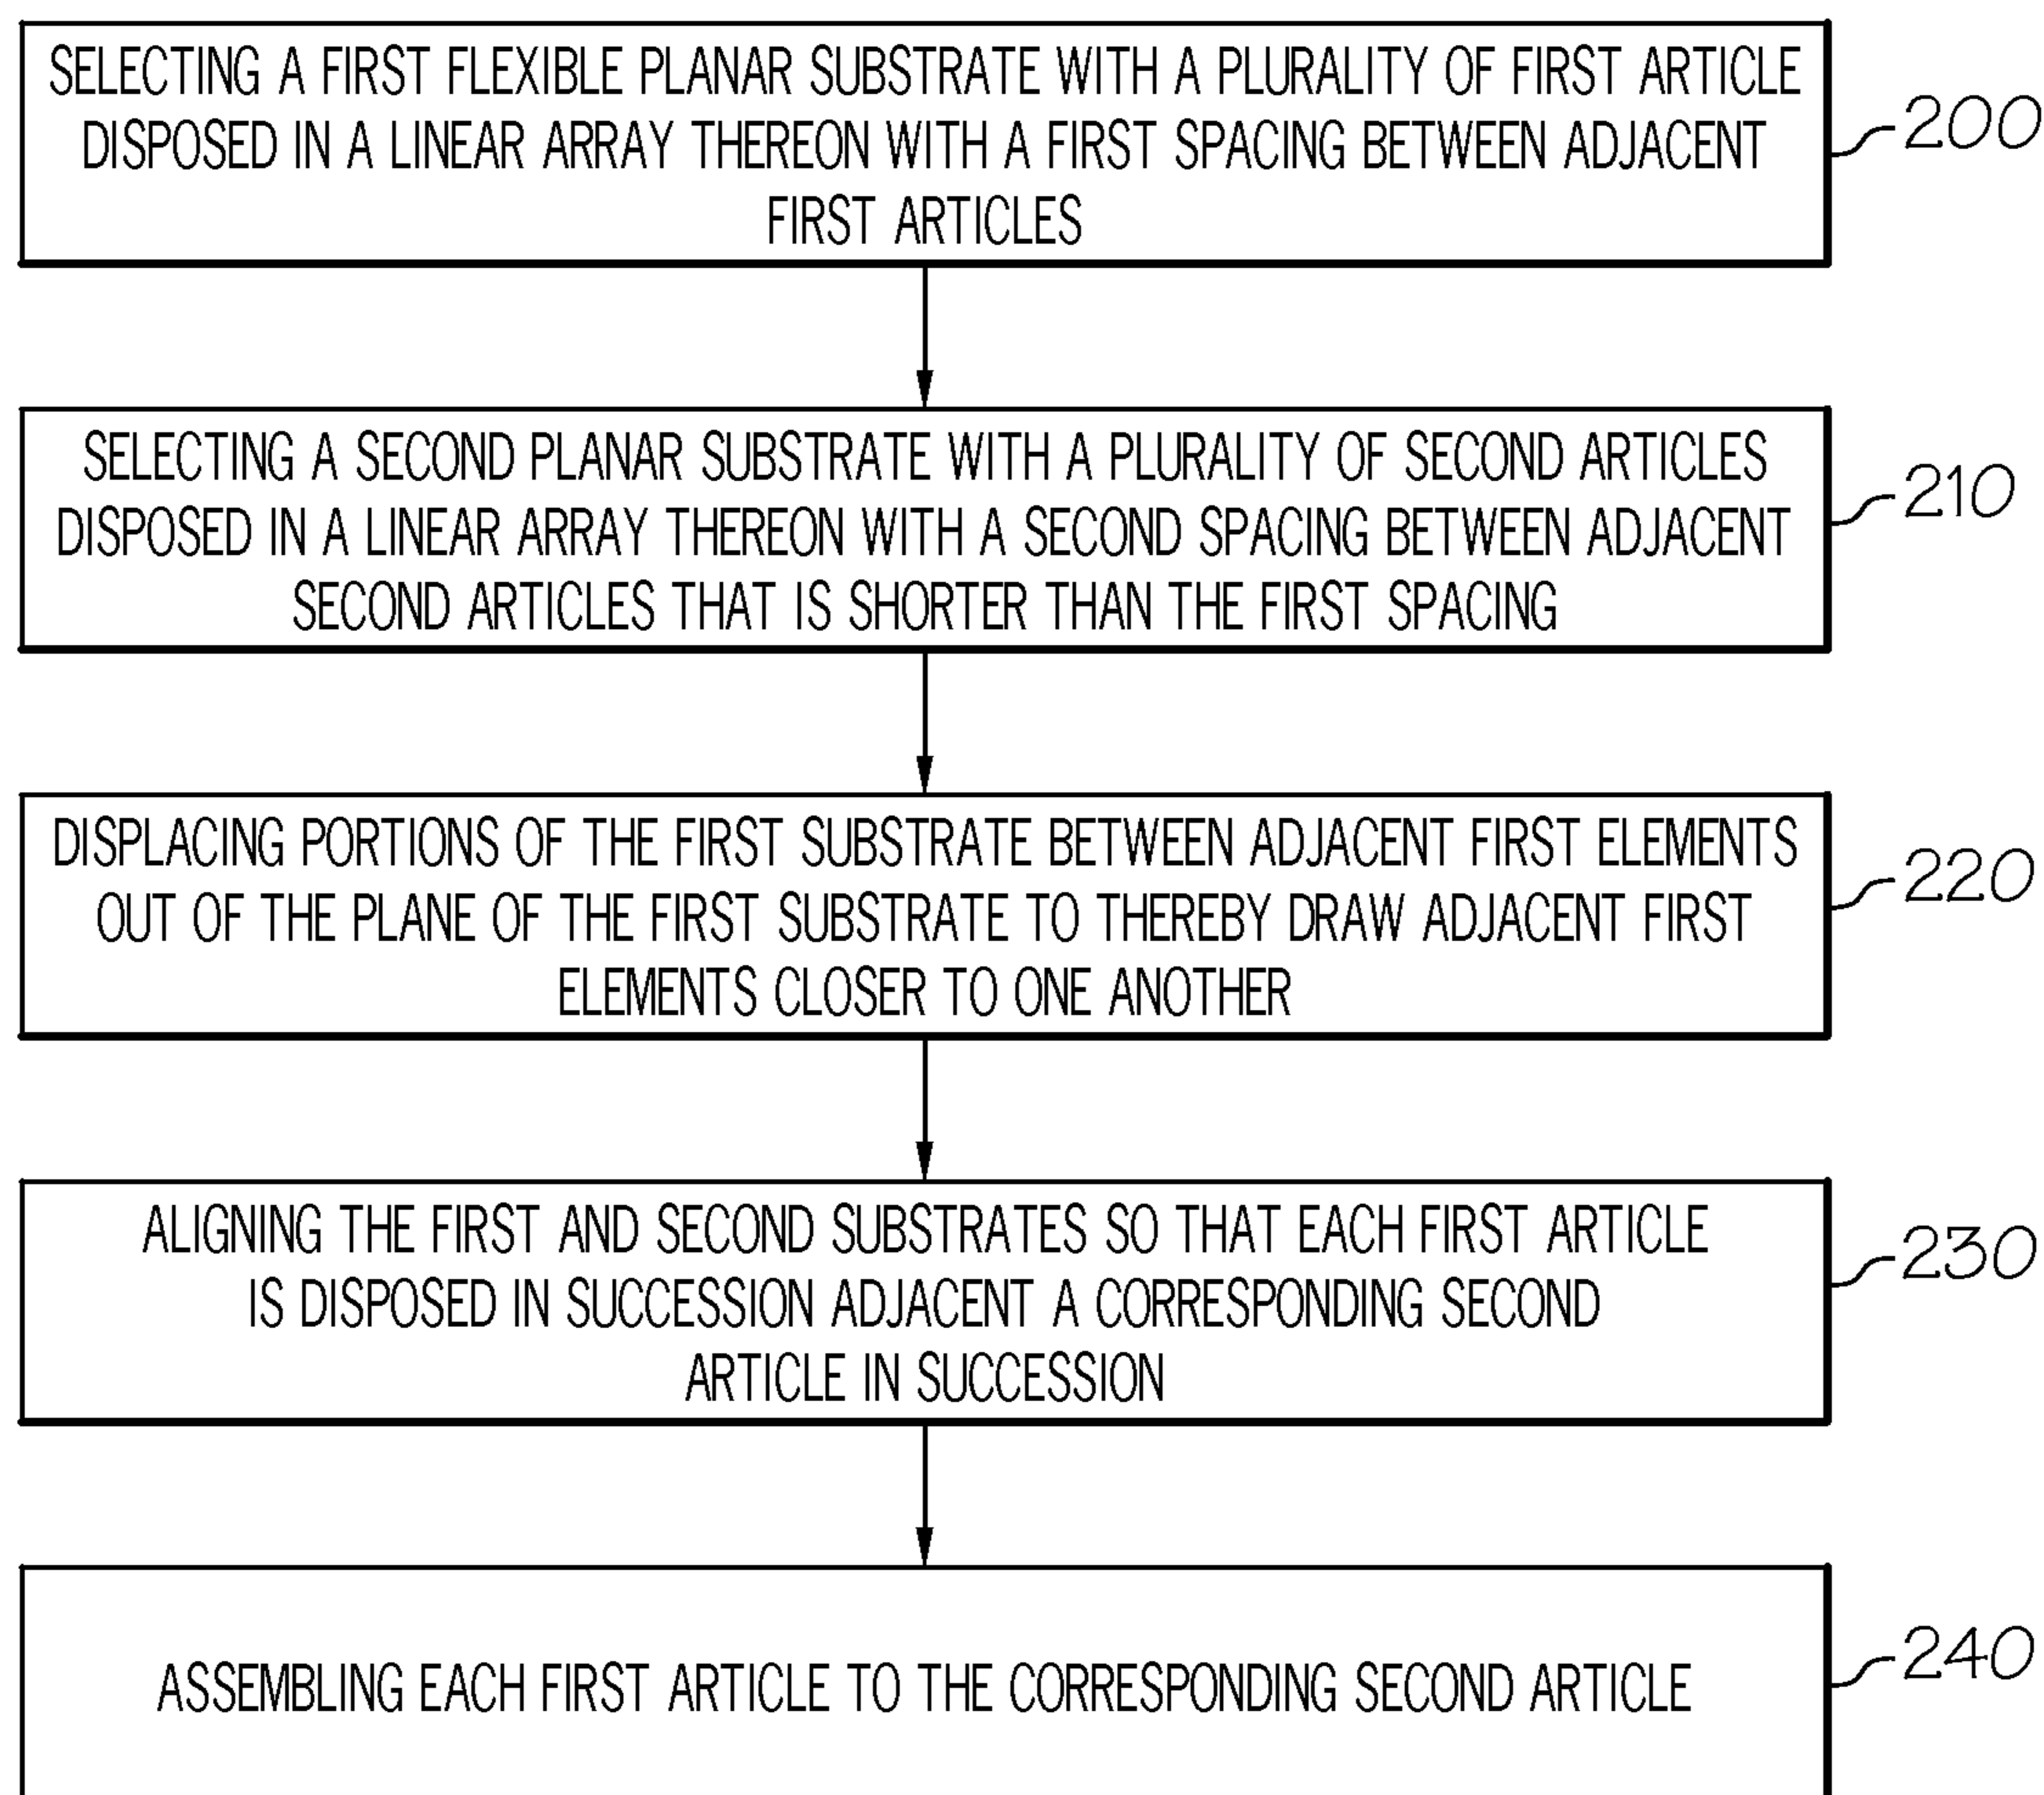 SELECTING A FIRST FLEXIBLE PLANAR SUBSTRATE WITH A PLURALITY OF FIRST ARTICLE
DISPOSED IN A LINEAR ARRAY THEREON WITH A FIRST SPACING BETWEEN ADJACENT
FIRST ARTICLES
200
SELECTING A SECOND PLANAR SUBSTRATE WITH A PLURALITY OF SECOND ARTICLES
DISPOSED IN A LINEAR ARRAY THEREON WITH A SECOND SPACING BETWEEN ADJACENT
SECOND ARTICLES THAT IS SHORTER THAN THE FIRST SPACING
210
DISPLACING PORTIONS OF THE FIRST SUBSTRATE BETWEEN ADJACENT FIRST ELEMENTS
OUT OF THE PLANE OF THE FIRST SUBSTRATE TO THEREBY DRAW ADJACENT FIRST
ELEMENTS CLOSER TO ONE ANOTHER
220
ALIGNING THE FIRST AND SECOND SUBSTRATES SO THAT EACH FIRST ARTICLE
IS DISPOSED IN SUCCESSION ADJACENT A CORRESPONDING SECOND
ARTICLE IN SUCCESSION
230
ASSEMBLING EACH FIRST ARTICLE TO THE CORRESPONDING SECOND ARTICLE
240